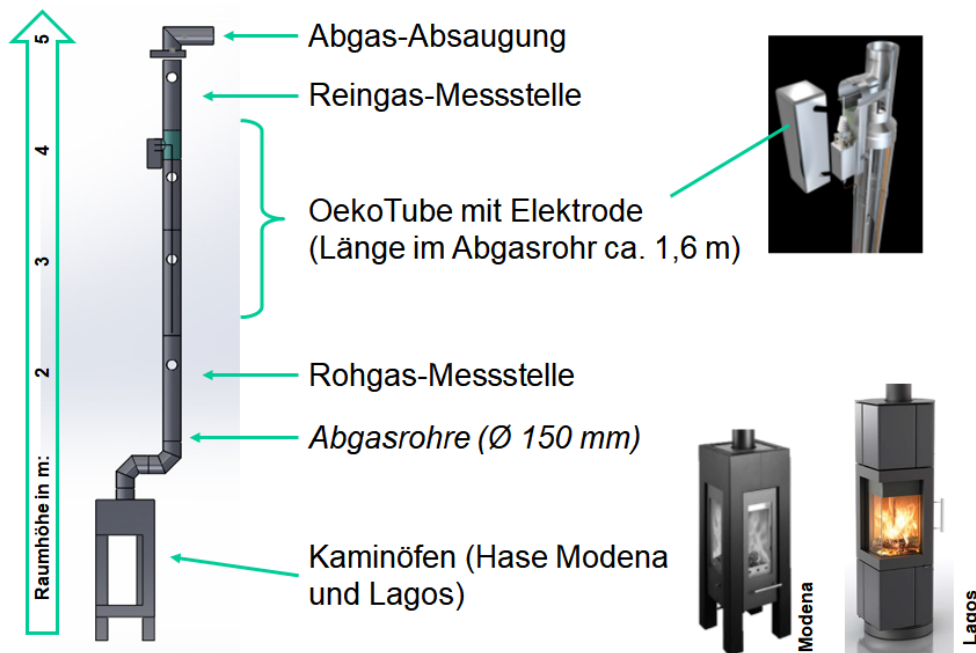 Abgas-Absaugung
Reingas-Messstelle
OekoTube mit Elektrode
(Länge im Abgasrohr ca. 1,6 m)
Rohgas-Messstelle
Abgasrohre (Ø 150 mm)
Kaminöfen (Hase Modena
und Lagos)
Raumhöhe in m:
2
3
4
5
Modena
Lagos